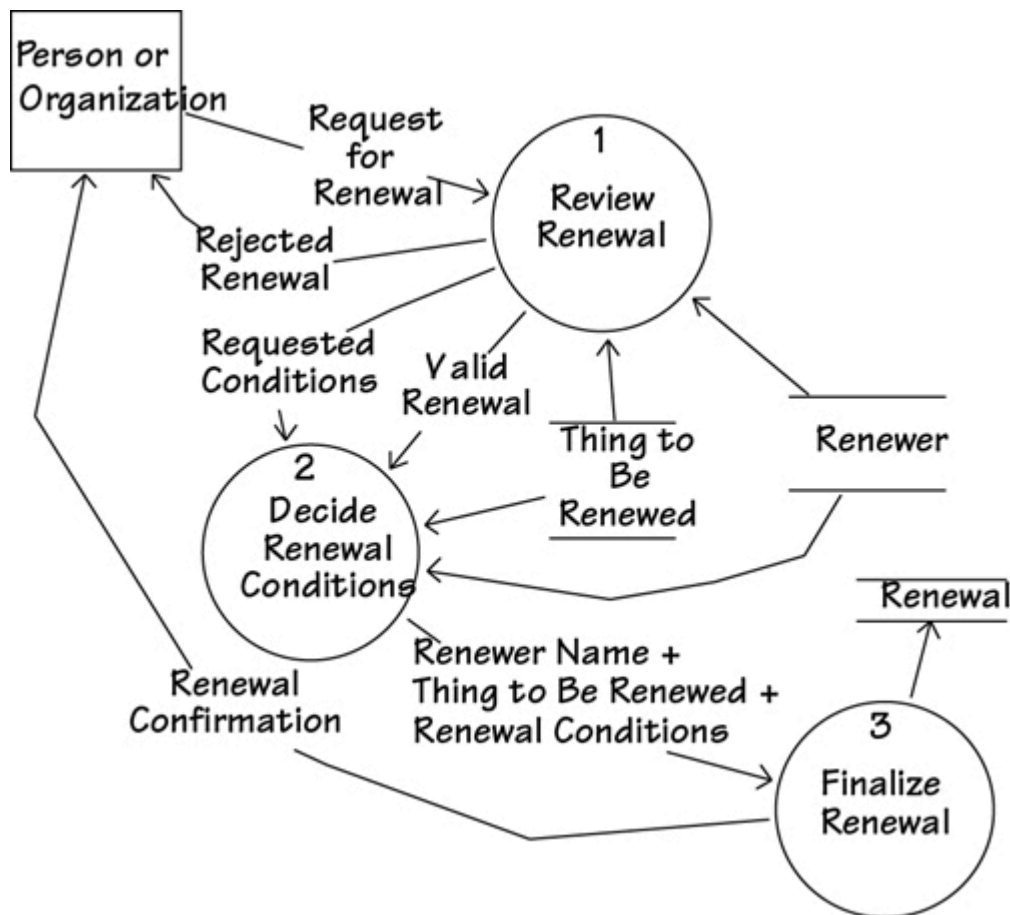 Person or
Organization
Request
for
Renewal
1
Review
Renewal
Rejected
Renewal
Requested
Conditions
Valid
Renewal
Thing to
Be
Renewed
Renewer
2
Decide
Renewal
Conditions
Renewal
Renewer Name +
Thing to Be Renewed +
Renewal Conditions
Renewal
Confirmation
3
Finalize
Renewal